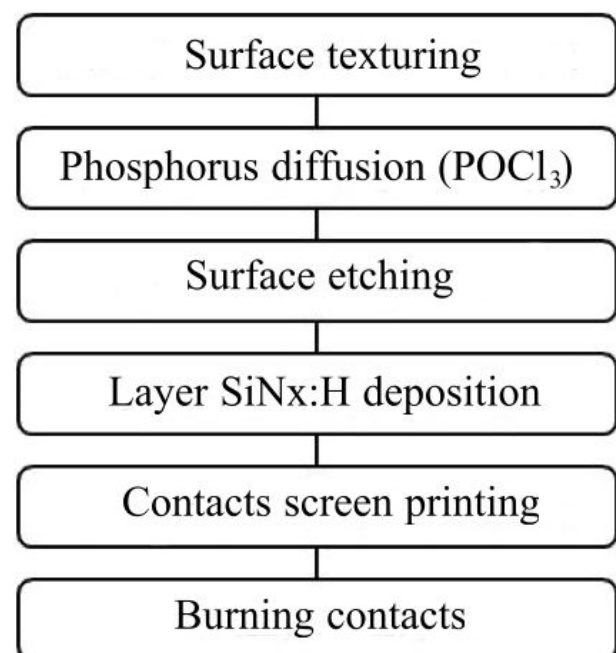 Surface texturing
Phosphorus diffusion (POCl₃)
Surface etching
Layer SiNx:H deposition
Contacts screen printing
Burning contacts